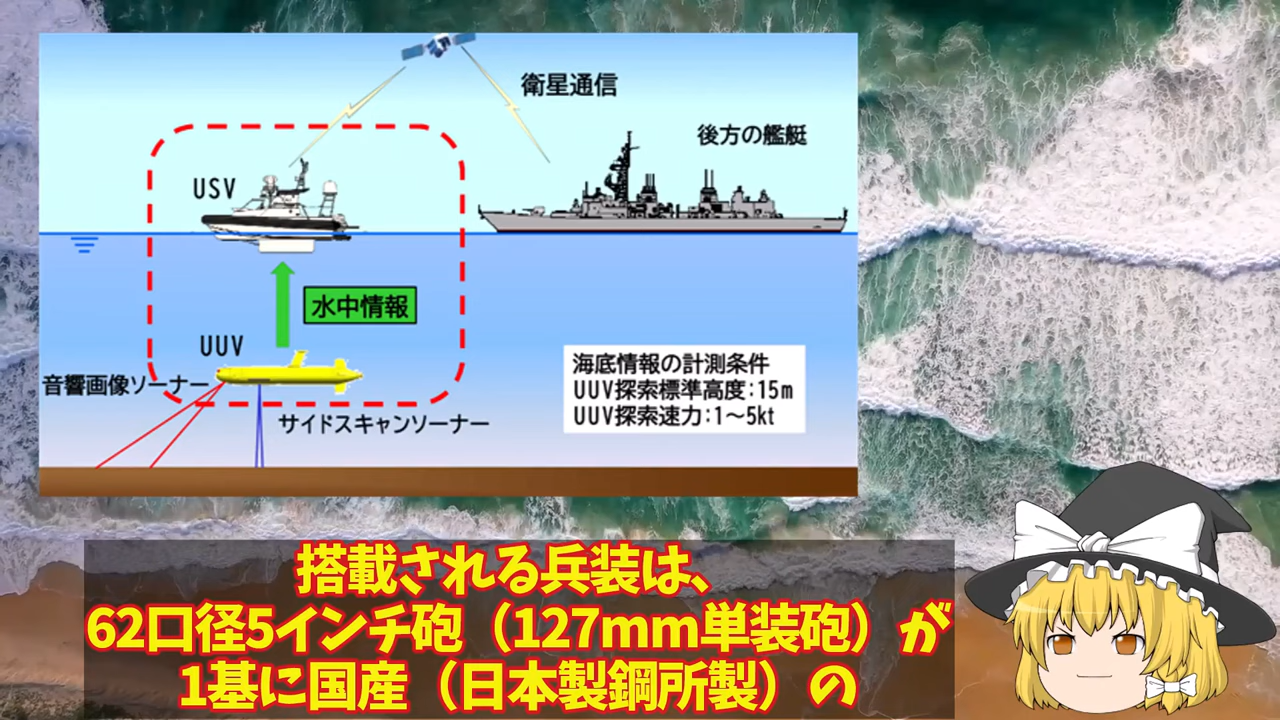 衛星通信
後方の艦艇
USV
水中情報
UUV
音響画像ソーナー
サイドスキャンソーナー
海底情報の計測条件
UUV探索標準高度:15m
UUV探索速力:1～5kt
搭載される兵装は、
62口径5インチ砲（127mm単装砲）が
1基に国産（日本製鋼所製）の